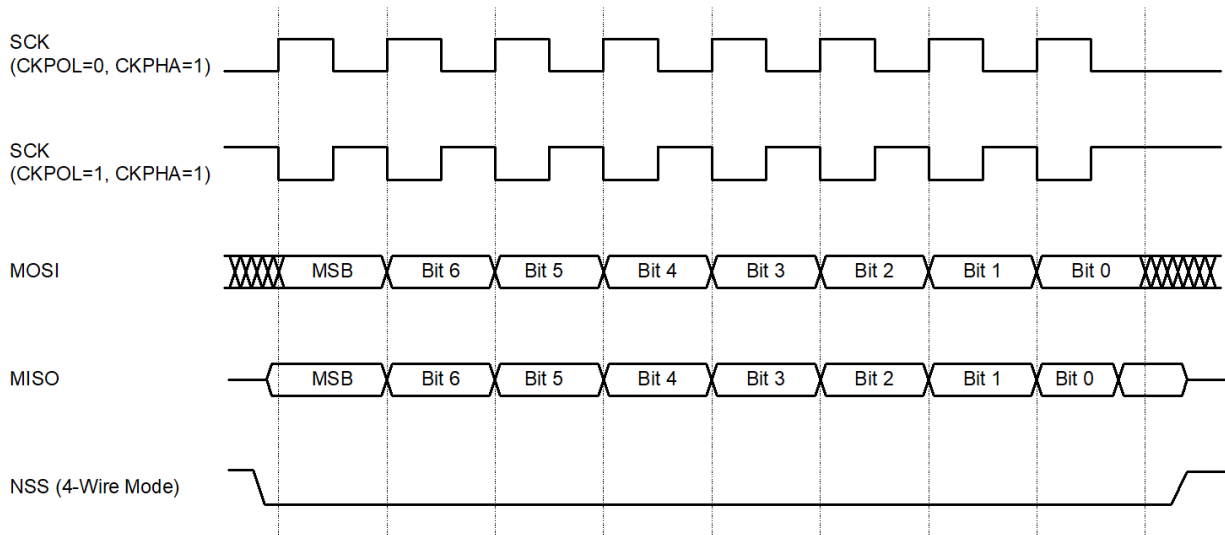 SCK
(CKPOL=0, CKPHA=1)
SCK
(CKPOL=1, CKPHA=1)
MOSI MSB Bit 6 Bit 5 Bit 4 Bit 3 Bit 2 Bit 1 Bit 0
MISO MSB Bit 6 Bit 5 Bit 4 Bit 3 Bit 2 Bit 1 Bit 0
NSS (4-Wire Mode)